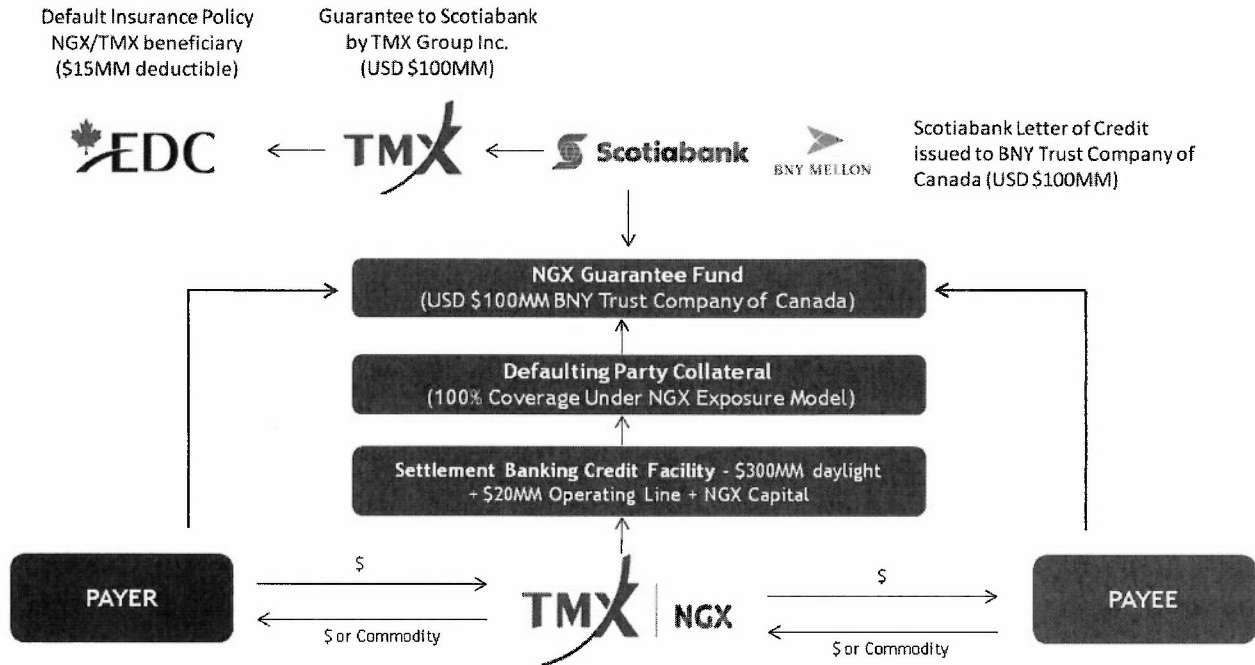 Default Insurance Policy
NGX/TMX beneficiary
($15MM deductible)
Guarantee to Scotiabank
by TMX Group Inc.
(USD $100MM)
EDC
TMX
Scotiabank
BNY MELLON
Scotiabank Letter of Credit
issued to BNY Trust Company of
Canada (USD $100MM)
NGX Guarantee Fund
(USD $100MM BNY Trust Company of Canada)
Defaulting Party Collateral
(100% Coverage Under NGX Exposure Model)
Settlement Banking Credit Facility - $300MM daylight
+ $20MM Operating Line + NGX Capital
PAYER
$
$ or Commodity
TMX | NGX
$
$ or Commodity
PAYEE